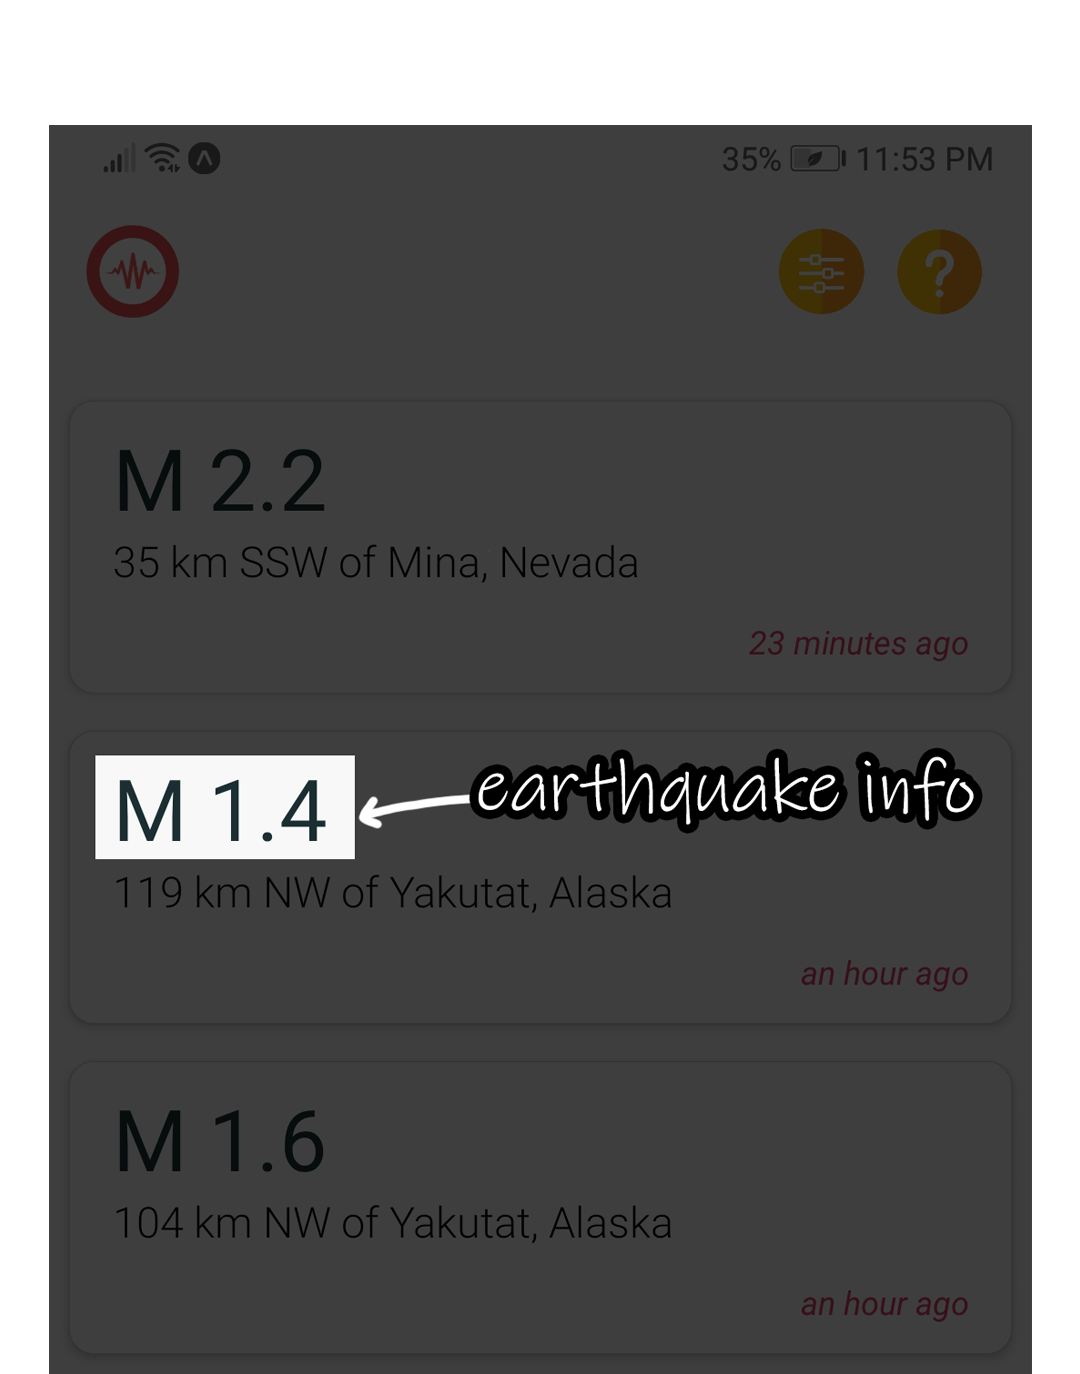 35% 11:53 PM
?
M 2.2
35 km SSW of Mina, Nevada
23 minutes ago
M 1.4
earthquake info
119 km NW of Yakutat, Alaska
an hour ago
M 1.6
104 km NW of Yakutat, Alaska
an hour ago